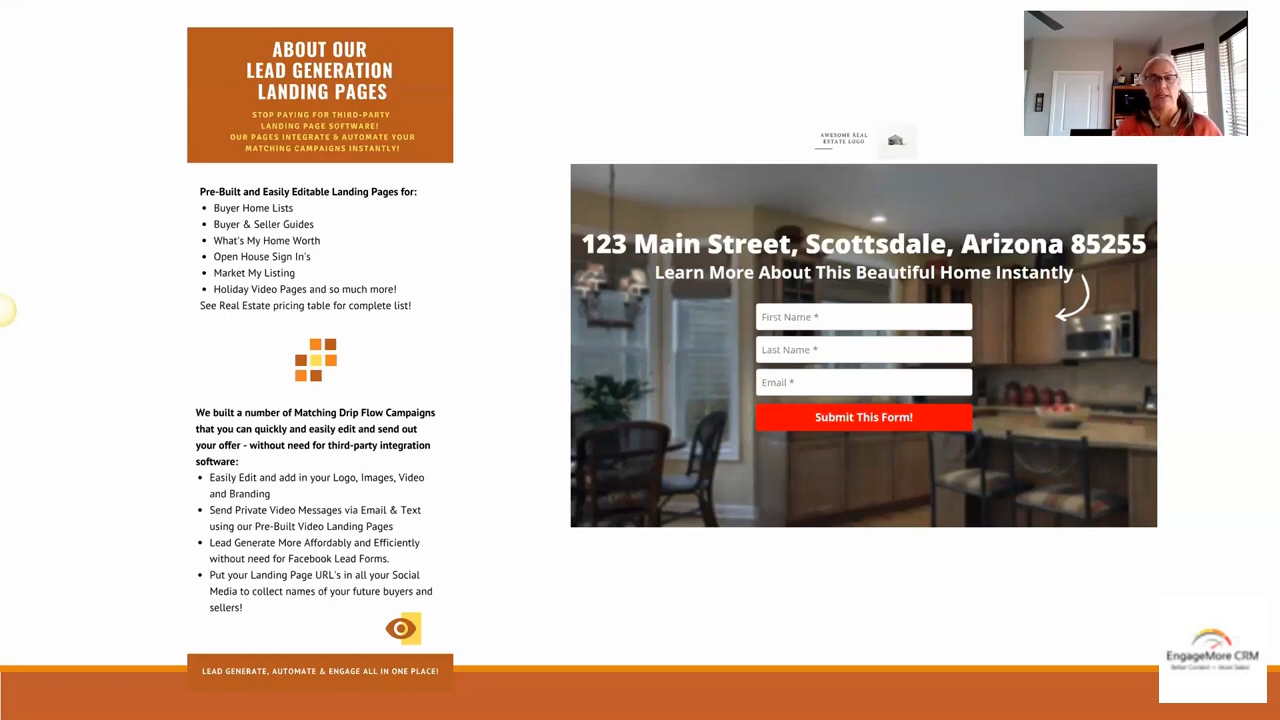 ABOUT OUR
LEAD GENERATION
LANDING PAGES
STOP PAYING FOR THIRD-PARTY
LANDING PAGE SOFTWARE!
OUR PAGES INTEGRATE & AUTOMATE YOUR
MATCHING CAMPAIGNS INSTANTLY!
Pre-Built and Easily Editable Landing Pages for:
• Buyer Home Lists
• Buyer & Seller Guides
• What's My Home Worth
• Open House Sign In's
• Market My Listing
• Holiday Video Pages and so much more!
See Real Estate pricing table for complete list!
We built a number of Matching Drip Flow Campaigns
that you can quickly and easily edit and send out
your offer - without need for third-party integration
software:
• Easily Edit and add in your Logo, Images, Video
and Branding
• Send Private Video Messages via Email & Text
using our Pre-Built Video Landing Pages
• Lead Generate More Affordably and Efficiently
without need for Facebook Lead Forms.
• Put your Landing Page URL's in all your Social
Media to collect names of your future buyers and
sellers!
LEAD GENERATE, AUTOMATE & ENGAGE ALL IN ONE PLACE!
AWESOME REAL
ESTATE LOGO
123 Main Street, Scottsdale, Arizona 85255
Learn More About This Beautiful Home Instantly
First Name *
Last Name *
Email *
Submit This Form!
EngageMore CRM
Better Content = More Sales!